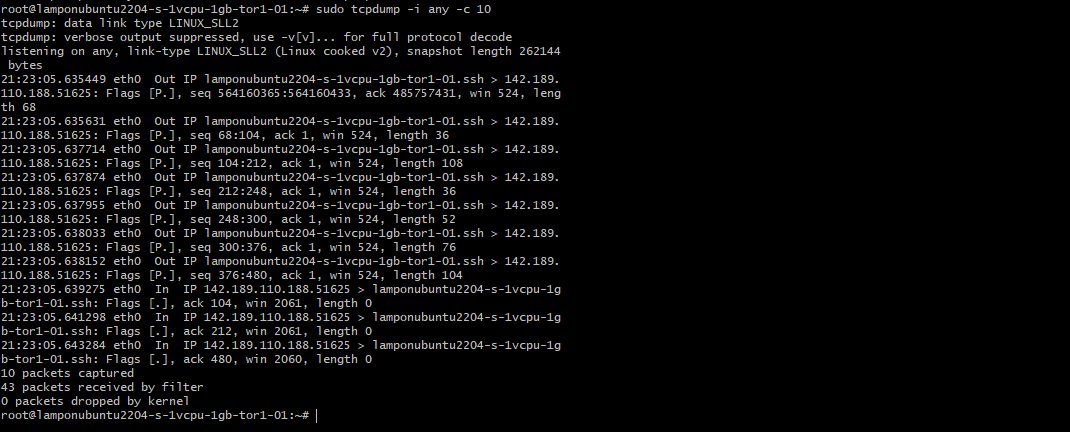 root@lamponubuntu2204-s-1vcpu-1gb-tor1-01:~# sudo tcpdump -i any -c 10
tcpdump: data link type LINUX_SLL2
tcpdump: verbose output suppressed, use -v[v]... for full protocol decode
listening on any, link-type LINUX_SLL2 (Linux cooked v2), snapshot length 262144
 bytes
21:23:05.635449 eth0  Out IP lamponubuntu2204-s-1vcpu-1gb-tor1-01.ssh > 142.189.
110.188.51625: Flags [P.], seq 564160365:564160433, ack 485757431, win 524, leng
th 68
21:23:05.635631 eth0  Out IP lamponubuntu2204-s-1vcpu-1gb-tor1-01.ssh > 142.189.
110.188.51625: Flags [P.], seq 68:104, ack 1, win 524, length 36
21:23:05.637714 eth0  Out IP lamponubuntu2204-s-1vcpu-1gb-tor1-01.ssh > 142.189.
110.188.51625: Flags [P.], seq 104:212, ack 1, win 524, length 108
21:23:05.637874 eth0  Out IP lamponubuntu2204-s-1vcpu-1gb-tor1-01.ssh > 142.189.
110.188.51625: Flags [P.], seq 212:248, ack 1, win 524, length 36
21:23:05.637955 eth0  Out IP lamponubuntu2204-s-1vcpu-1gb-tor1-01.ssh > 142.189.
110.188.51625: Flags [P.], seq 248:300, ack 1, win 524, length 52
21:23:05.638033 eth0  Out IP lamponubuntu2204-s-1vcpu-1gb-tor1-01.ssh > 142.189.
110.188.51625: Flags [P.], seq 300:376, ack 1, win 524, length 76
21:23:05.638152 eth0  Out IP lamponubuntu2204-s-1vcpu-1gb-tor1-01.ssh > 142.189.
110.188.51625: Flags [P.], seq 376:480, ack 1, win 524, length 104
21:23:05.639275 eth0  In  IP 142.189.110.188.51625 > lamponubuntu2204-s-1vcpu-1g
b-tor1-01.ssh: Flags [.], ack 104, win 2061, length 0
21:23:05.641298 eth0  In  IP 142.189.110.188.51625 > lamponubuntu2204-s-1vcpu-1g
b-tor1-01.ssh: Flags [.], ack 212, win 2061, length 0
21:23:05.643284 eth0  In  IP 142.189.110.188.51625 > lamponubuntu2204-s-1vcpu-1g
b-tor1-01.ssh: Flags [.], ack 480, win 2060, length 0
10 packets captured
43 packets received by filter
0 packets dropped by kernel
root@lamponubuntu2204-s-1vcpu-1gb-tor1-01:~#